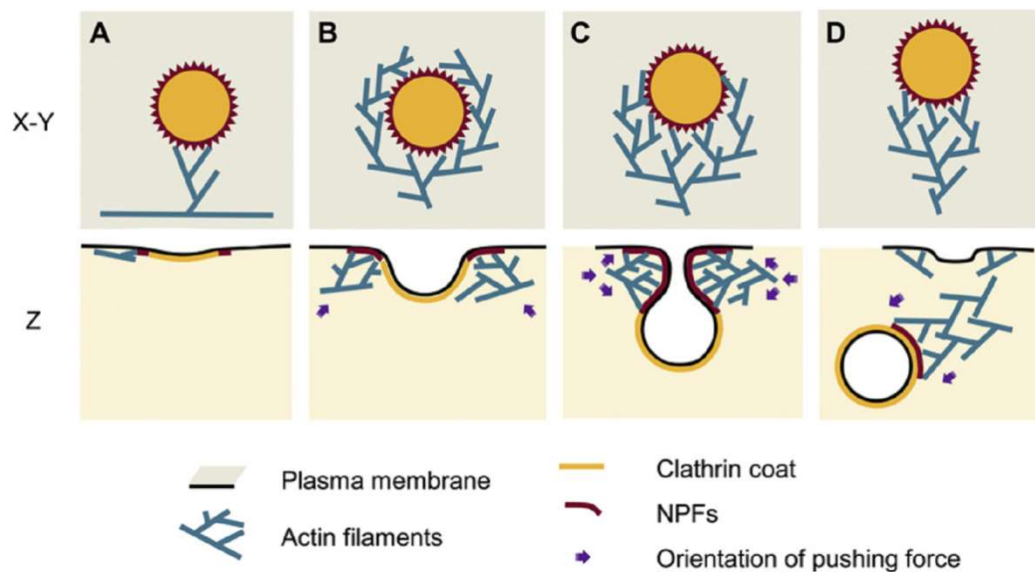 A
B
C
D
X-Y
Z
Plasma membrane
Actin filaments
Clathrin coat
NPFs
Orientation of pushing force